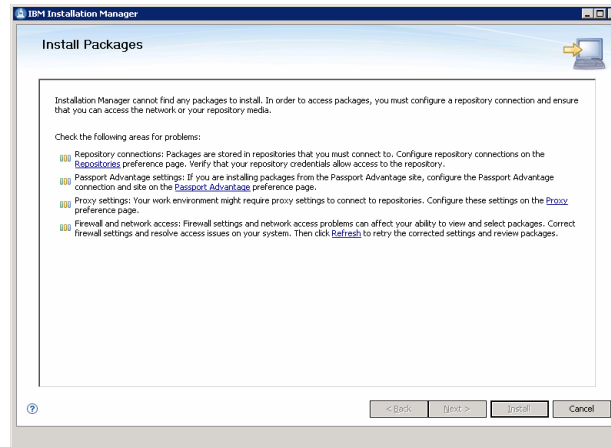 IBM Installation Manager
Install Packages
Installation Manager cannot find any packages to install. In order to access packages, you must configure a repository connection and ensure
that you can access the network or your repository media.
Check the following areas for problems:
Repository connections: Packages are stored in repositories that you must connect to. Configure repository connections on the
Repositories preference page. Verify that your repository credentials allow access to the repository.
Passport Advantage settings: If you are installing packages from the Passport Advantage site, configure the Passport Advantage
connection and site on the Passport Advantage preference page.
Proxy settings: Your work environment might require proxy settings to connect to repositories. Configure these settings on the Proxy
preference page.
Firewall and network access: Firewall settings and network access problems can affect your ability to view and select packages. Correct
firewall settings and resolve access issues on your system. Then click Refresh to retry the corrected settings and review packages.
?
< Back Next > Install Cancel